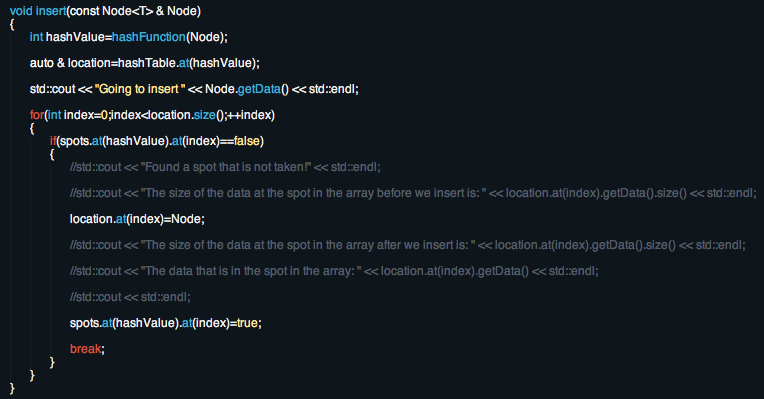 void insert(const Node<T> & Node)
{
int hashValue=hashFunction(Node);
auto & location=hashTable.at(hashValue);
std::cout << "Going to insert " << Node.getData() << std::endl;
for(int index=0;index<location.size();++index)
{
if(spots.at(hashValue).at(index)==false)
{
//std::cout << "Found a spot that is not taken!" << std::endl;
//std::cout << "The size of the data at the spot in the array before we insert is: " << location.at(index).getData().size() << std::endl;
location.at(index)=Node;
//std::cout << "The size of the data at the spot in the array after we insert is: " << location.at(index).getData().size() << std::endl;
//std::cout << "The data that is in the spot in the array: " << location.at(index).getData() << std::endl;
//std::cout << std::endl;
spots.at(hashValue).at(index)=true;
break;
}
}
}